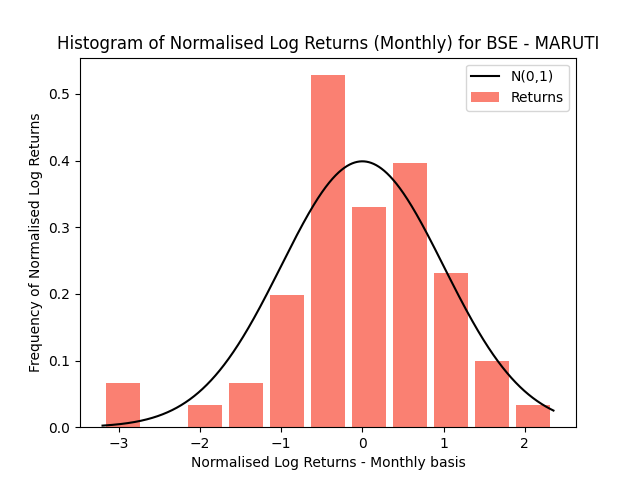 Histogram of Normalised Log Returns (Monthly) for BSE - MARUTI
N(0,1)
Returns
Frequency of Normalised Log Returns
0.5
0.4
0.3
0.2
0.1
0.0
−3
−2
−1
0
1
2
Normalised Log Returns - Monthly basis